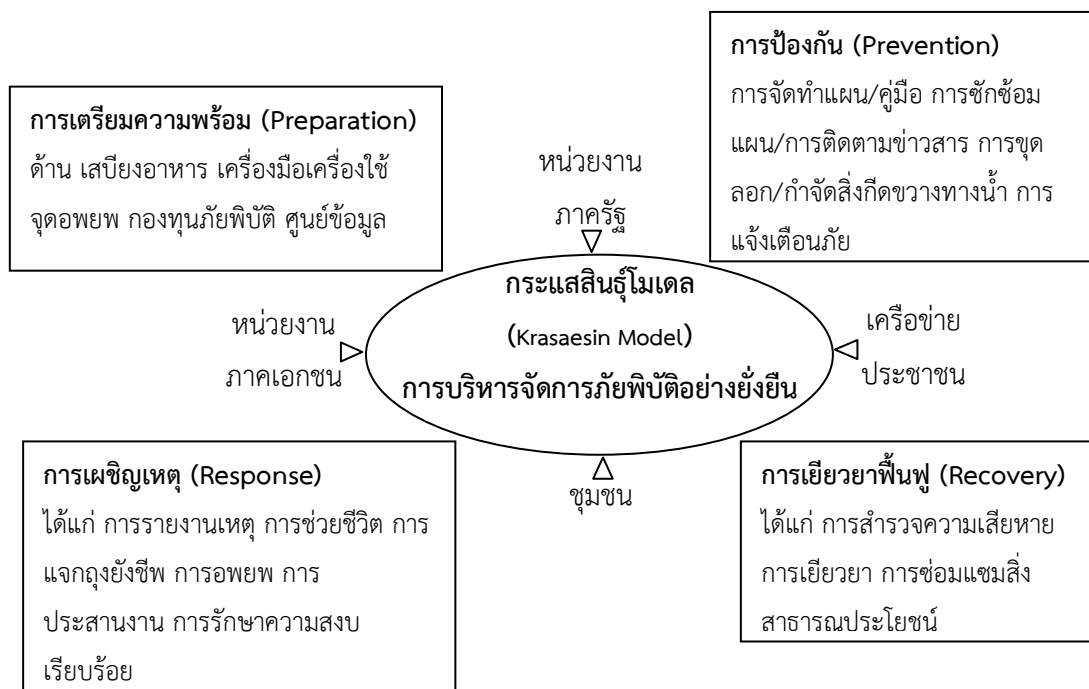 การป้องกัน (Prevention)
การจัดทำแผน/คู่มือ การซักซ้อม
แผน/การติดตามข่าวสาร การขุด
ลอก/กำจัดสิ่งกีดขวางทางน้ำ การ
แจ้งเตือนภัย
การเตรียมความพร้อม (Preparation)
ด้าน เสบียงอาหาร เครื่องมือเครื่องใช้
จุดอพยพ กองทุนภัยพิบัติ ศูนย์ข้อมูล
หน่วยงาน
ภาครัฐ
กระแสสินธุ์โมเดล
(Krasaesin Model)
การบริหารจัดการภัยพิบัติอย่างยั่งยืน
หน่วยงาน
ภาคเอกชน
เครือข่าย
ประชาชน
ชุมชน
การเผชิญเหตุ (Response)
ได้แก่ การรายงานเหตุ การช่วยชีวิต การ
แจกถุงยังชีพ การอพยพ การ
ประสานงาน การรักษาความสงบ
เรียบร้อย
การเยียวยาฟื้นฟู (Recovery)
ได้แก่ การสำรวจความเสียหาย
การเยียวยา การซ่อมแซมสิ่ง
สาธารณประโยชน์